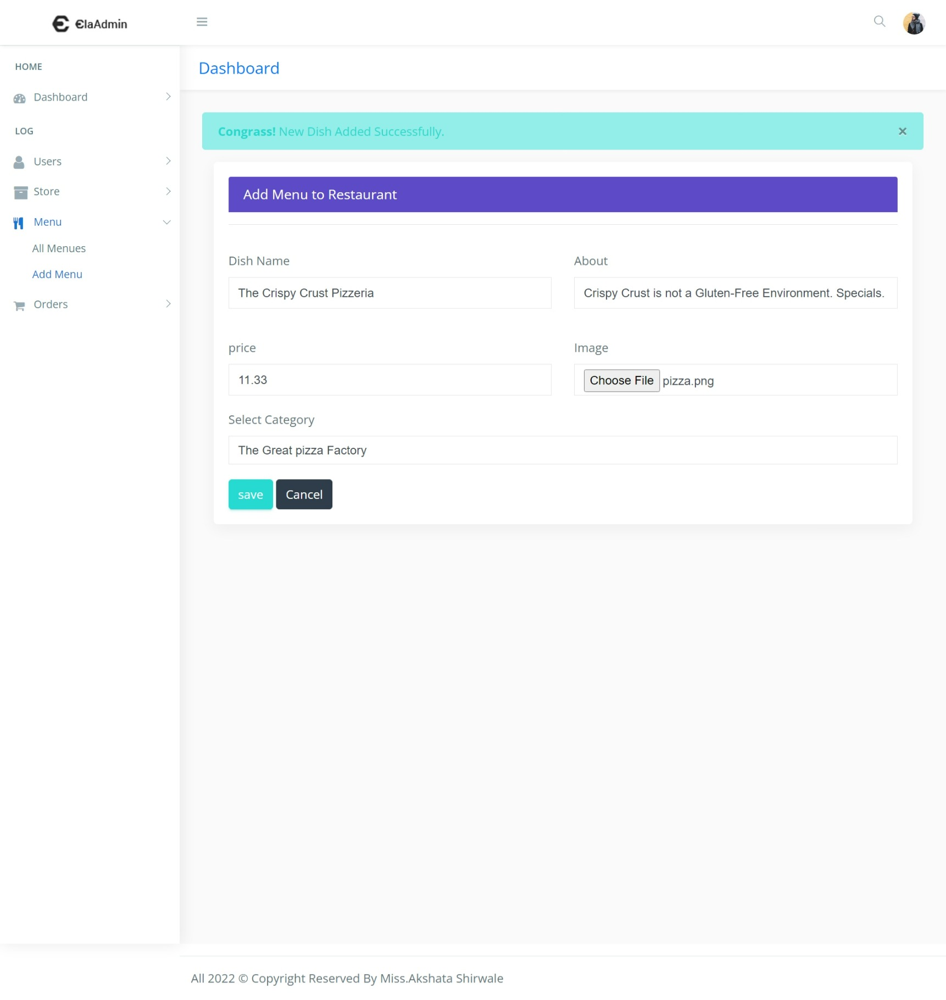 ЄlaAdmin
HOME
Dashboard
LOG
Users
Store
Menu
All Menues
Add Menu
Orders
Dashboard
Congrass! New Dish Added Successfully.
×
Add Menu to Restaurant
Dish Name
The Crispy Crust Pizzeria
About
Crispy Crust is not a Gluten-Free Environment. Specials.
price
11.33
Image
Choose File pizza.png
Select Category
The Great pizza Factory
save Cancel
All 2022 © Copyright Reserved By Miss.Akshata Shirwale